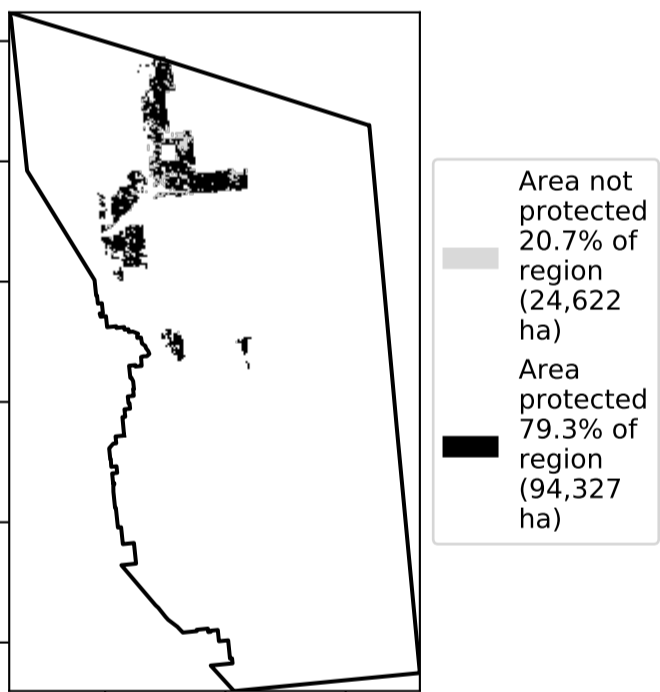 Area not
protected
20.7% of
region
(24,622
ha)
Area
protected
79.3% of
region
(94,327
ha)